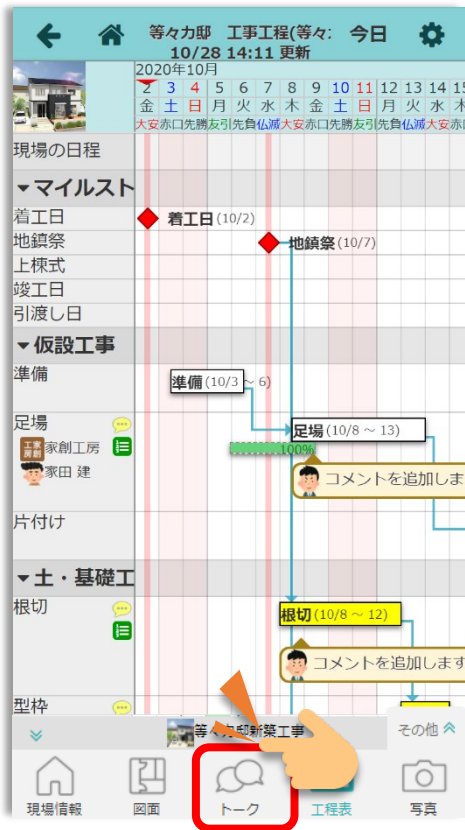 等々力邸 工事工程(等々: 今日
10/28 14:11 更新
2020年10月
2 3 4 5 6 7 8 9 10 11 12 13 14 15
金 土 日 月 火 水 木 金 土 日 月 火 水 木
大安 赤口 先勝 友引 先負 仏滅 大安 赤口 先勝 友引 先負 仏滅 大安 赤口
現場の日程
▼マイルスト
着工日 着工日(10/2)
地鎮祭 地鎮祭(10/7)
上棟式
竣工日
引渡し日
▼仮設工事
準備 準備(10/3 ~ 6)
足場 足場(10/8 ~ 13)
家創工房 100%
家田 建 コメントを追加しま
片付け
▼土・基礎工
根切 根切(10/8 ~ 12)
コメントを追加します
型枠
等々力邸新築工事 その他
現場情報 図面 トーク 工程表 写真